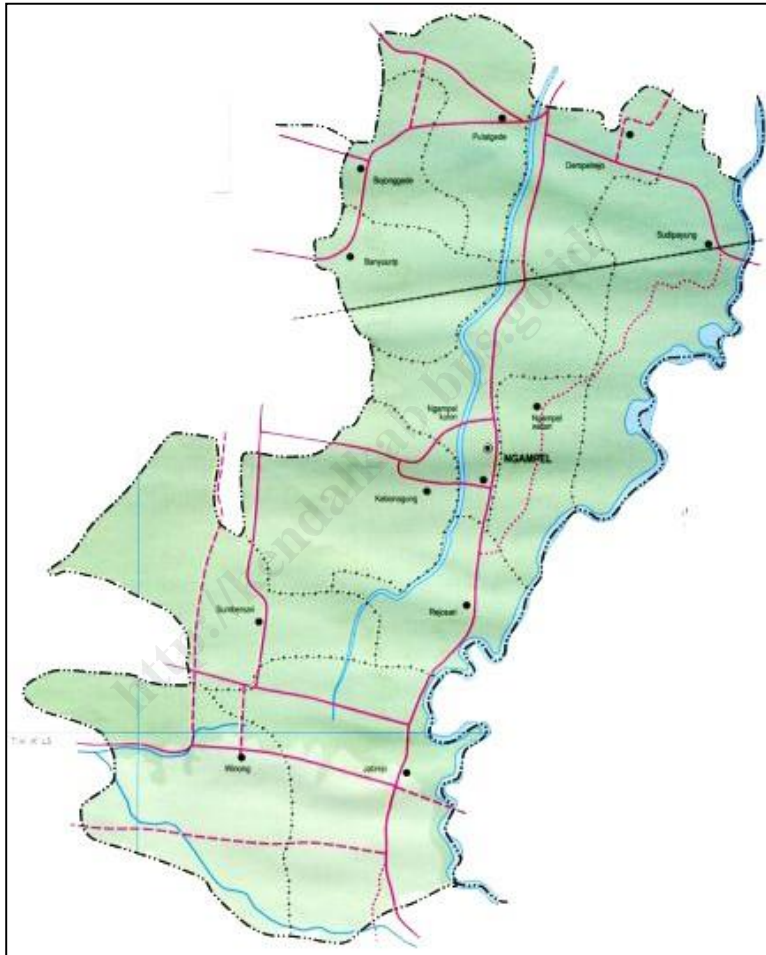 Putatgede
Bojonggede
Dempelrejo
Sudipayung
Banyuurip
Ngampel
kulon
Ngampel
wetan
NGAMPEL
Kebonagung
Sumbersari
Rejosari
Winong
Jatirejo
http://kendalkab.bps.go.id/